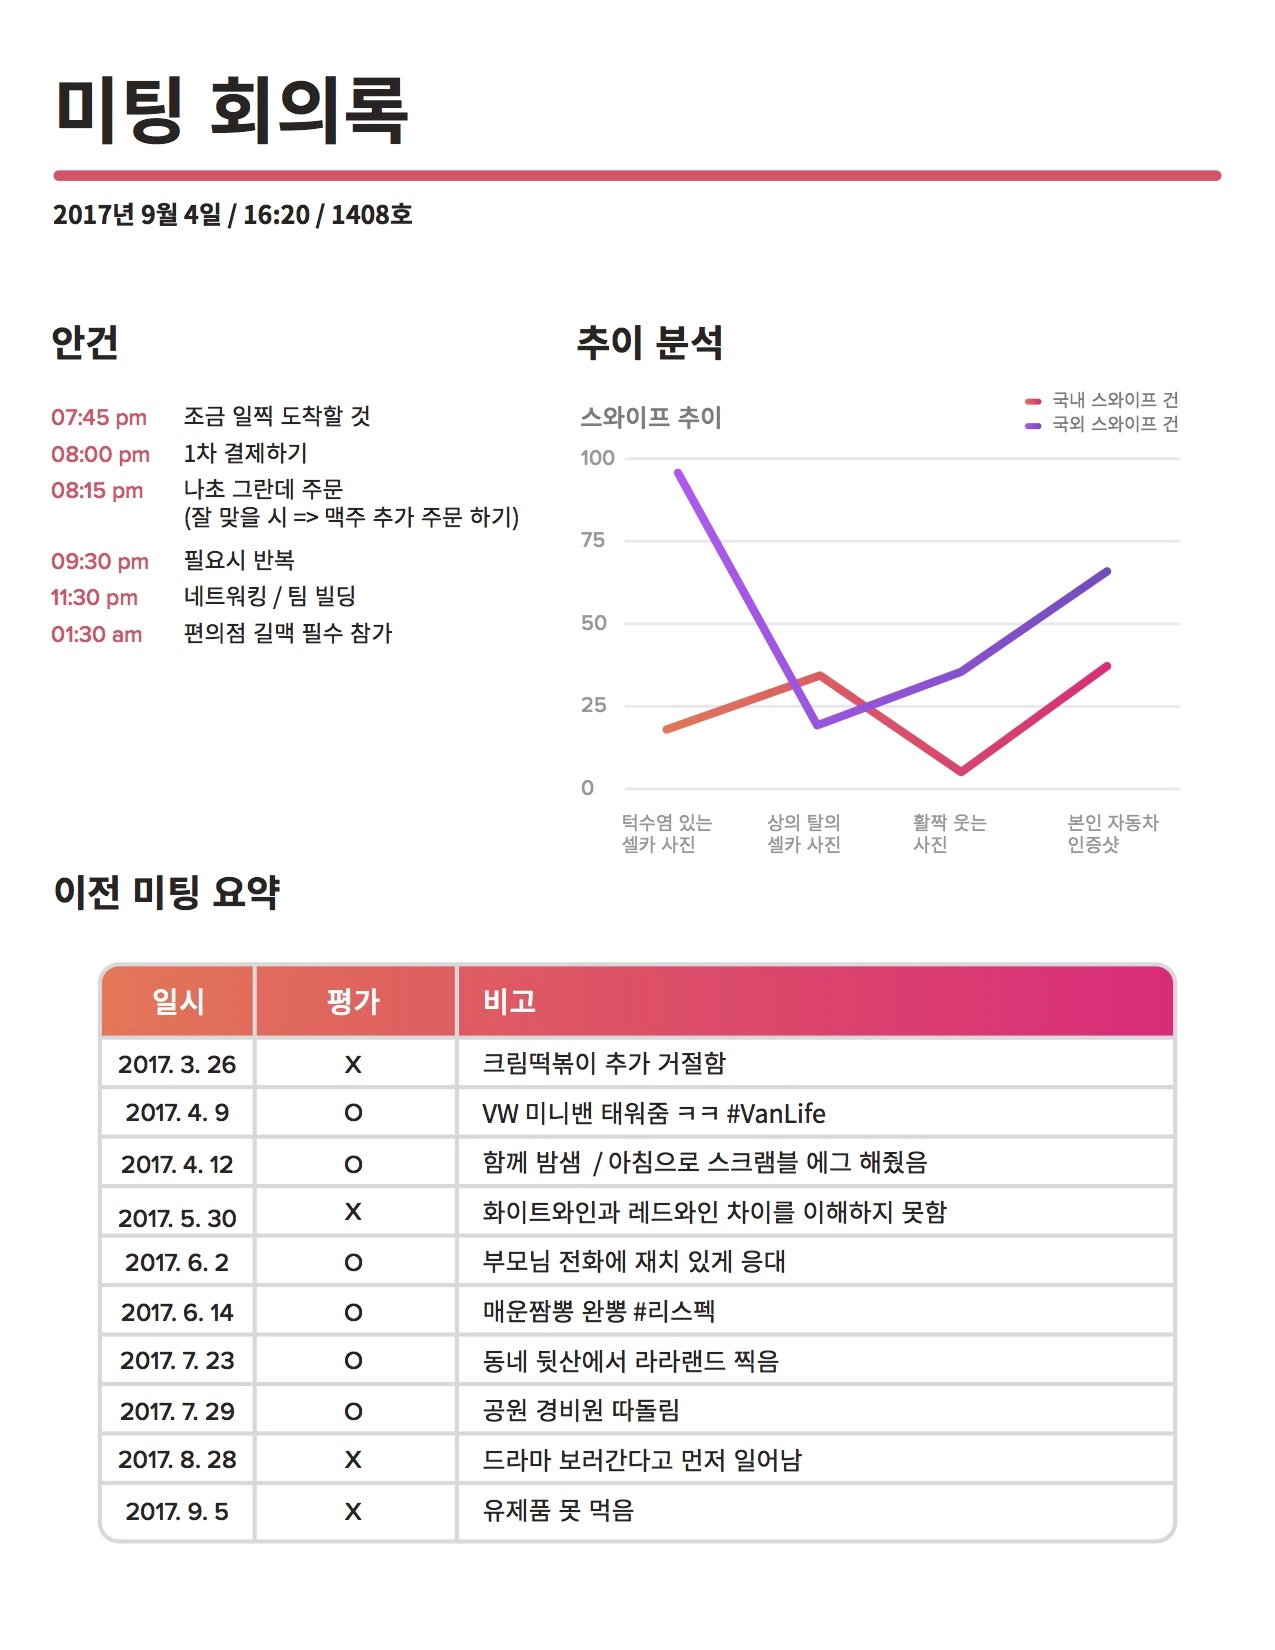 미팅 회의록
2017년 9월 4일 / 16:20 / 1408호
안건
07:45 pm 조금 일찍 도착할 것
08:00 pm 1차 결제하기
08:15 pm 나초 그란데 주문
(잘 맞을 시 => 맥주 추가 주문 하기)
09:30 pm 필요시 반복
11:30 pm 네트워킹 / 팀 빌딩
01:30 am 편의점 길맥 필수 참가
추이 분석
스와이프 추이
국내 스와이프 건
국외 스와이프 건
100
75
50
25
0
턱수염 있는
셀카 사진
상의 탈의
셀카 사진
활짝 웃는
사진
본인 자동차
인증샷
이전 미팅 요약
일시 평가 비고
2017. 3. 26 X 크림떡볶이 추가 거절함
2017. 4. 9 O VW 미니밴 태워줌 ㅋㅋ #VanLife
2017. 4. 12 O 함께 밤샘 / 아침으로 스크램블 에그 해줬음
2017. 5. 30 X 화이트와인과 레드와인 차이를 이해하지 못함
2017. 6. 2 O 부모님 전화에 재치 있게 응대
2017. 6. 14 O 매운짬뽕 완뽕 #리스펙
2017. 7. 23 O 동네 뒷산에서 라라랜드 찍음
2017. 7. 29 O 공원 경비원 따돌림
2017. 8. 28 X 드라마 보러간다고 먼저 일어남
2017. 9. 5 X 유제품 못 먹음